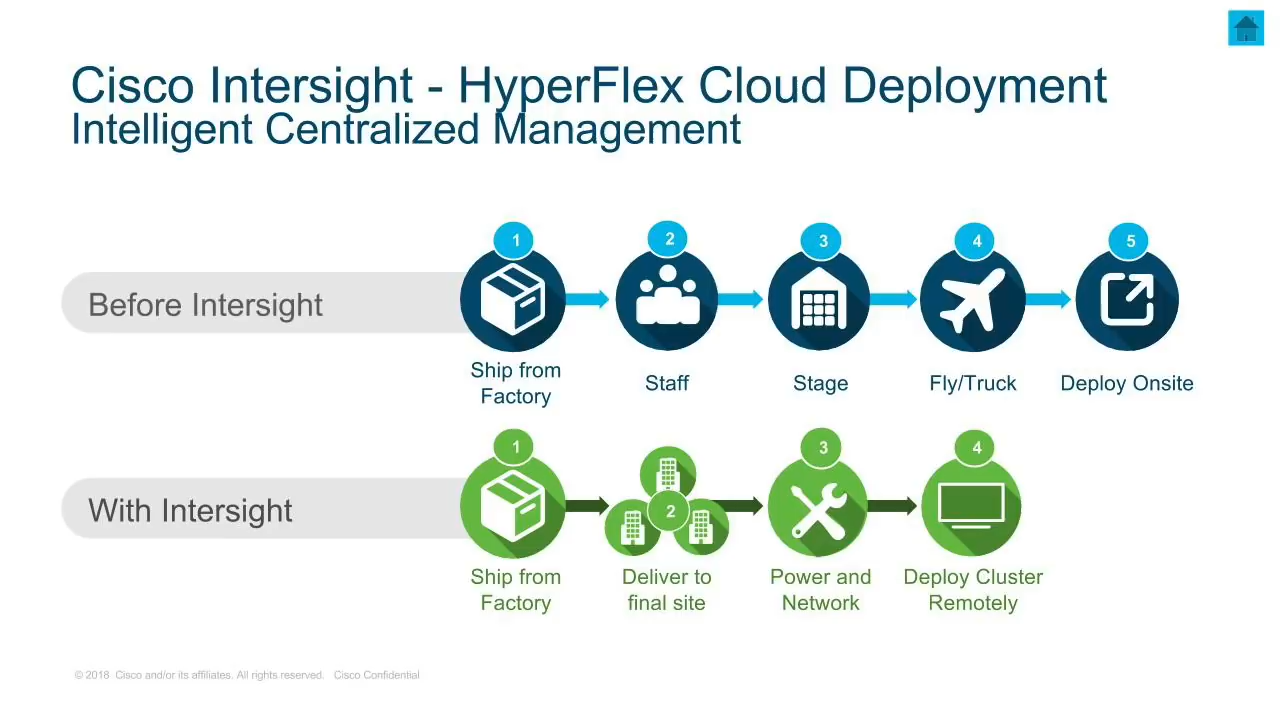 Cisco Intersight - HyperFlex Cloud Deployment
Intelligent Centralized Management
Before Intersight
1
2
3
4
5
Ship from
Factory
Staff
Stage
Fly/Truck
Deploy Onsite
With Intersight
1
2
3
4
Ship from
Factory
Deliver to
final site
Power and
Network
Deploy Cluster
Remotely
© 2018 Cisco and/or its affiliates. All rights reserved. Cisco Confidential